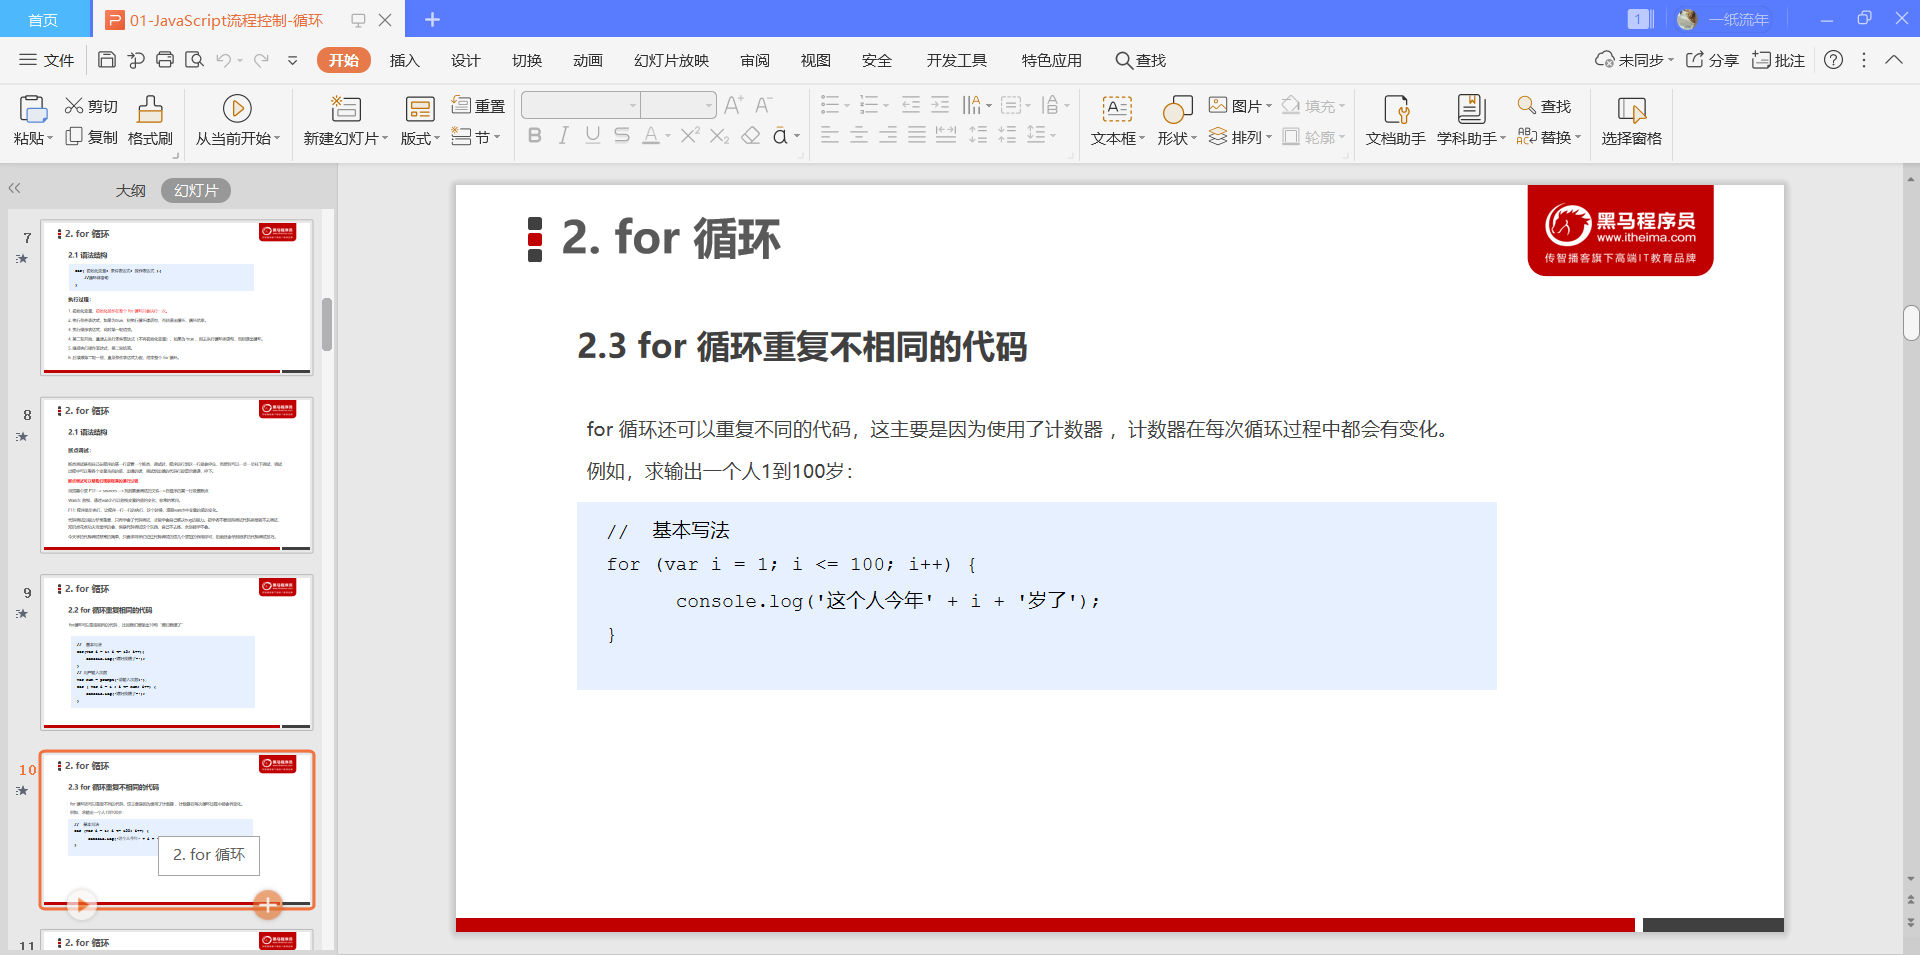 首页
01-JavaScript流程控制-循环
1
一纸流年
文件
开始
插入
设计
切换
动画
幻灯片放映
审阅
视图
安全
开发工具
特色应用
查找
未同步
分享
批注
粘贴
剪切
复制
格式刷
从当前开始
新建幻灯片
版式
重置
节
文本框
形状
图片
排列
填充
轮廓
文档助手
学科助手
查找
替换
选择窗格
大纲
幻灯片
7
2. for 循环
2.1 语法结构
执行过程：
8
2. for 循环
2.1 语法结构
断点调试：
9
2. for 循环
2.2 for 循环重复相同的代码
10
2. for 循环
2.3 for 循环重复不相同的代码
2. for 循环
11
2. for 循环
2. for 循环
黑马程序员
www.itheima.com
传智播客旗下高端IT教育品牌
2.3 for 循环重复不相同的代码
for 循环还可以重复不同的代码，这主要是因为使用了计数器 ，计数器在每次循环过程中都会有变化。
例如，求输出一个人1到100岁：
// 基本写法
for (var i = 1; i <= 100; i++) {
console.log('这个人今年' + i + '岁了');
}